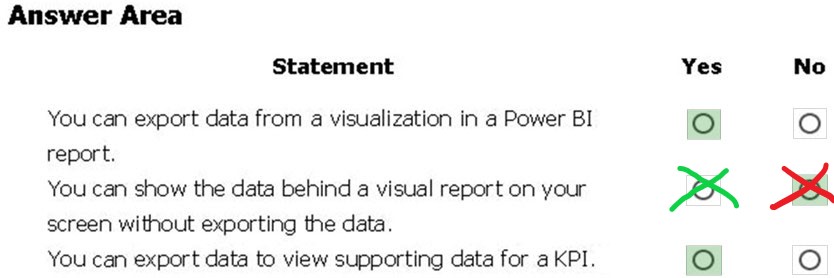 Answer Area
Statement Yes No
You can export data from a visualization in a Power BI
report.
You can show the data behind a visual report on your
screen without exporting the data.
You can export data to view supporting data for a KPI.